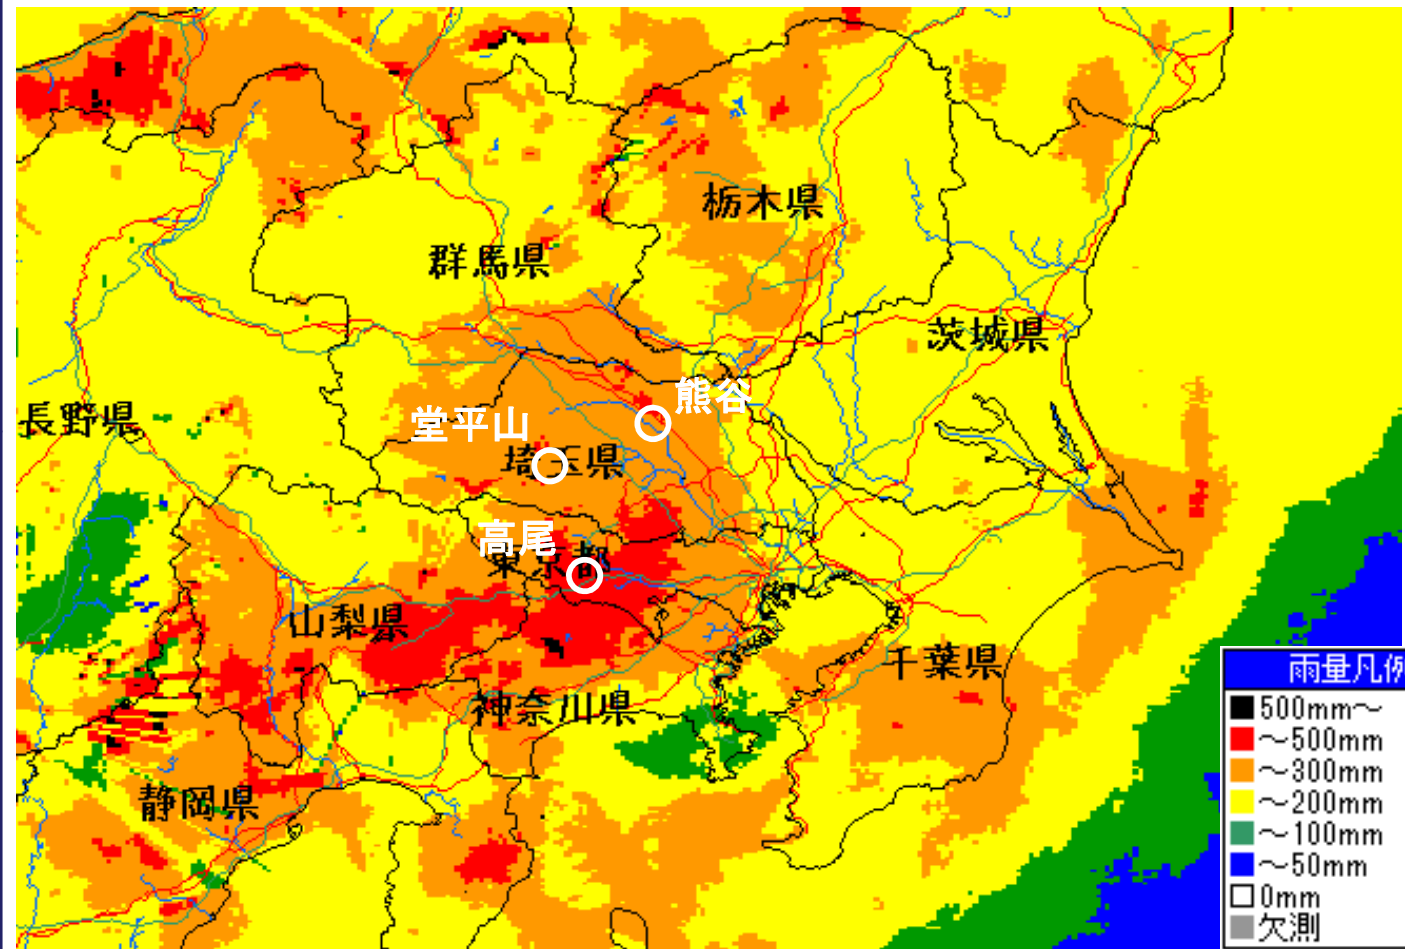 栃木県
群馬県
茨城県
熊谷
長野県
堂平山
埼玉県
高尾
東京都
山梨県
千葉県
神奈川県
静岡県
雨量凡例
500mm～
～500mm
～300mm
～200mm
～100mm
～50mm
0mm
欠測